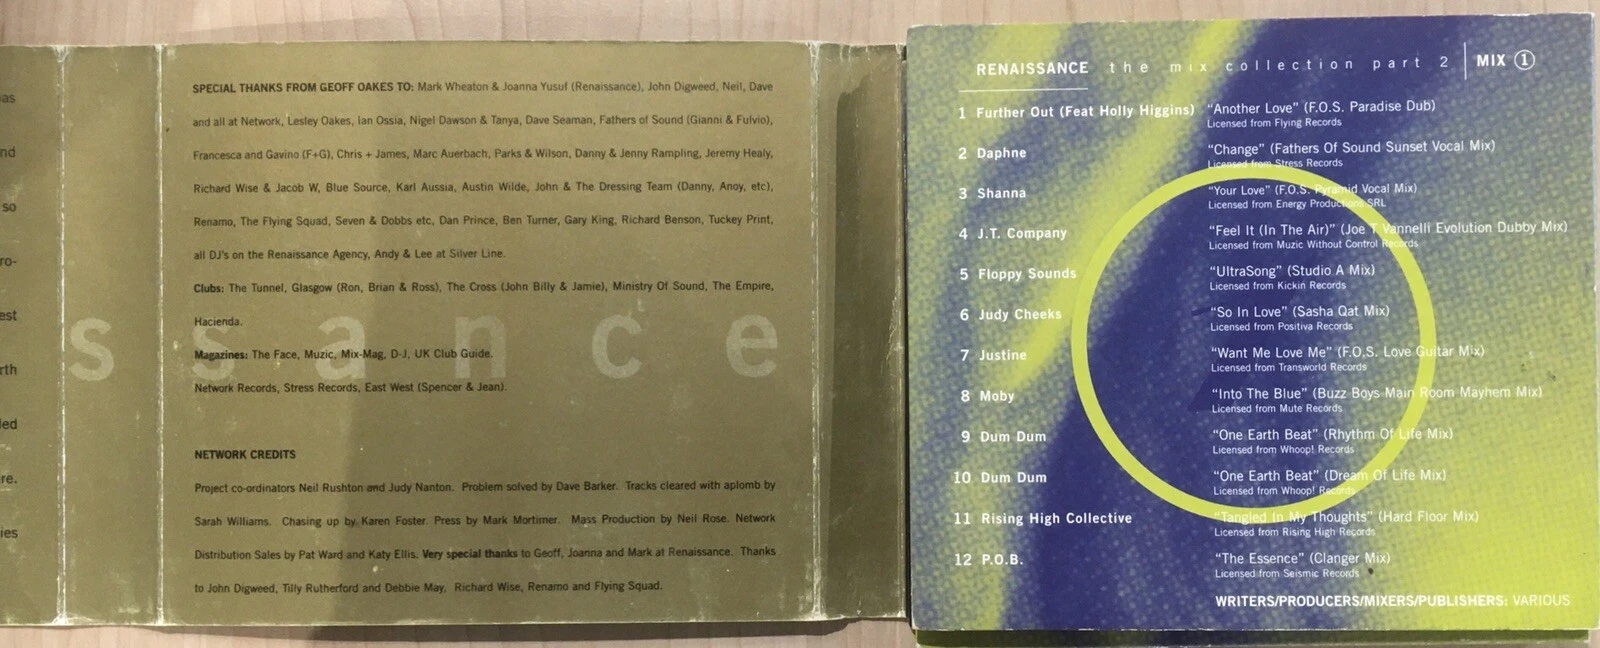 as
nd
so
ro-
est
rth
led
re.
ies
SPECIAL THANKS FROM GEOFF OAKES TO: Mark Wheaton & Joanna Yusuf (Renaissance), John Digweed, Neil, Dave
and all at Network, Lesley Oakes, Ian Ossia, Nigel Dawson & Tanya, Dave Seaman, Fathers of Sound (Gianni & Fulvio),
Francesca and Gavino (F+G), Chris + James, Marc Auerbach, Parks & Wilson, Danny & Jenny Rampling, Jeremy Healy,
Richard Wise & Jacob W, Blue Source, Karl Aussia, Austin Wilde, John & The Dressing Team (Danny, Anoy, etc),
Renamo, The Flying Squad, Seven & Dobbs etc, Dan Prince, Ben Turner, Gary King, Richard Benson, Tuckey Print,
all DJ's on the Renaissance Agency, Andy & Lee at Silver Line.
Clubs: The Tunnel, Glasgow (Ron, Brian & Ross), The Cross (John Billy & Jamie), Ministry Of Sound, The Empire,
Hacienda.
ssance
Magazines: The Face, Muzic, Mix-Mag, D-J, UK Club Guide.
Network Records, Stress Records, East West (Spencer & Jean).
NETWORK CREDITS
Project co-ordinators Neil Rushton and Judy Nanton. Problem solved by Dave Barker. Tracks cleared with aplomb by
Sarah Williams. Chasing up by Karen Foster. Press by Mark Mortimer. Mass Production by Neil Rose. Network
Distribution Sales by Pat Ward and Katy Ellis. Very special thanks to Geoff, Joanna and Mark at Renaissance. Thanks
to John Digweed, Tilly Rutherford and Debbie May, Richard Wise, Renamo and Flying Squad.
RENAISSANCE the mix collection part 2 MIX 1
1 Further Out (Feat Holly Higgins) "Another Love" (F.O.S. Paradise Dub)
Licensed from Flying Records
2 Daphne "Change" (Fathers Of Sound Sunset Vocal Mix)
Licensed from Stress Records
3 Shanna "Your Love" (F.O.S. Pyramid Vocal Mix)
Licensed from Energy Productions SRL
4 J.T. Company "Feel It (In The Air)" (Joe T Vannelli Evolution Dubby Mix)
Licensed from Muzic Without Control Records
5 Floppy Sounds "UltraSong" (Studio A Mix)
Licensed from Kickin Records
6 Judy Cheeks "So In Love" (Sasha Qat Mix)
Licensed from Positiva Records
7 Justine "Want Me Love Me" (F.O.S. Love Guitar Mix)
Licensed from Transworld Records
8 Moby "Into The Blue" (Buzz Boys Main Room Mayhem Mix)
Licensed from Mute Records
9 Dum Dum "One Earth Beat" (Rhythm Of Life Mix)
Licensed from Whoop! Records
10 Dum Dum "One Earth Beat" (Dream Of Life Mix)
Licensed from Whoop! Records
11 Rising High Collective "Tangled In My Thoughts" (Hard Floor Mix)
Licensed from Rising High Records
12 P.O.B. "The Essence" (Clanger Mix)
Licensed from Seismic Records
WRITERS/PRODUCERS/MIXERS/PUBLISHERS: VARIOUS